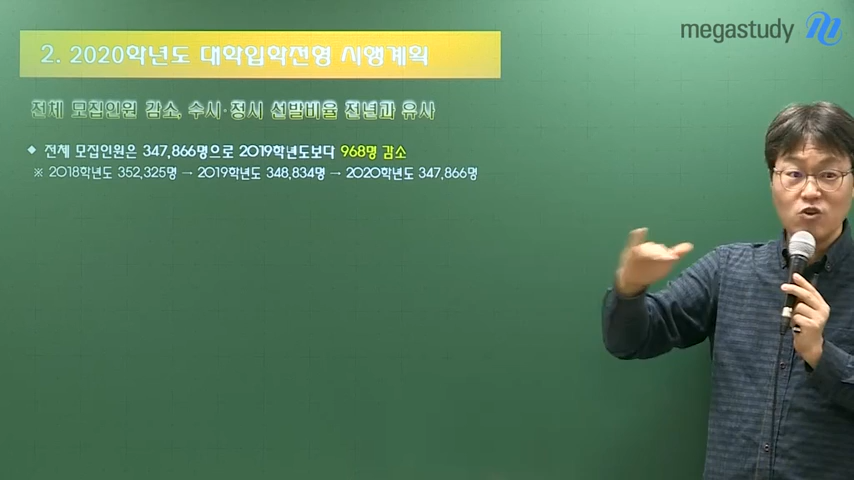 megastudy
2. 2020학년도 대학입학전형 시행계획
전체 모집인원 감소, 수시·정시 선발비율 전년과 유사
◆ 전체 모집인원은 347,866명으로 2019학년도보다 968명 감소
※ 2018학년도 352,325명 → 2019학년도 348,834명 → 2020학년도 347,866명